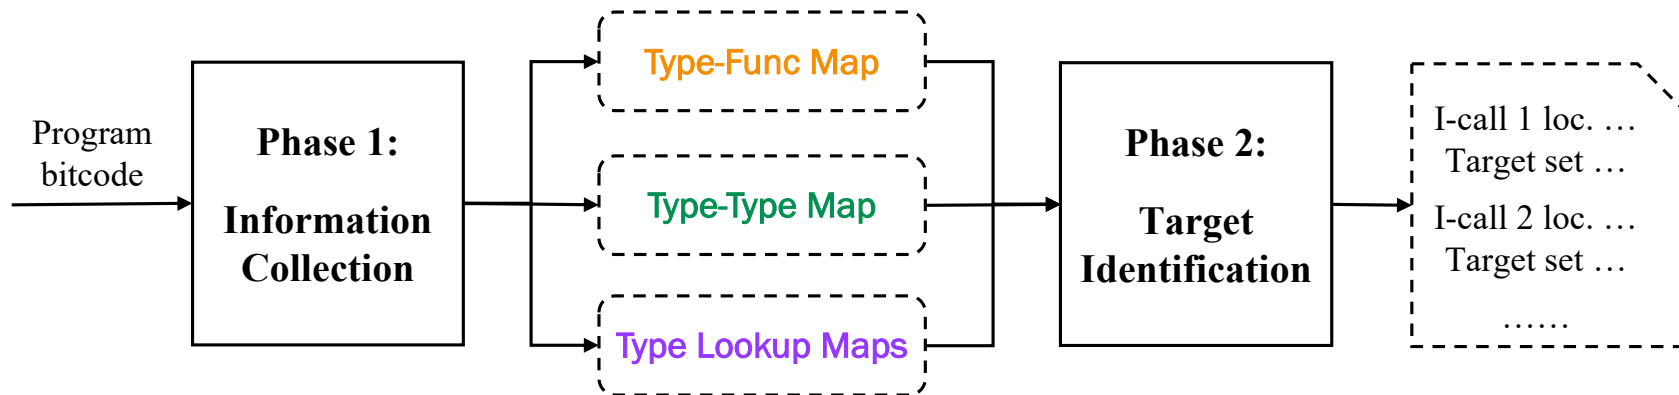 Program
bitcode
Phase 1:
Information
Collection
Type-Func Map
Type-Type Map
Type Lookup Maps
Phase 2:
Target
Identification
I-call 1 loc. …
Target set …
I-call 2 loc. …
Target set …
……